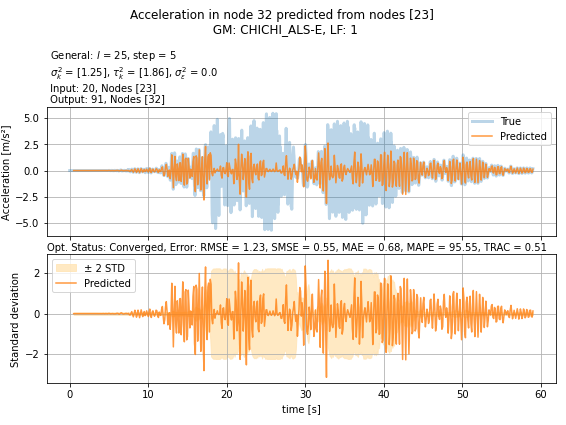 Acceleration in node 32 predicted from nodes [23]
GM: CHICHI_ALS-E, LF: 1
General: l = 25, step = 5
σ²ₖ = [1.25], τ²ₖ = [1.86], σ²ε = 0.0
Input: 20, Nodes [23]
Output: 91, Nodes [32]
5.0
2.5
0.0
−2.5
−5.0
Acceleration [m/s²]
True
Predicted
Opt. Status: Converged, Error: RMSE = 1.23, SMSE = 0.55, MAE = 0.68, MAPE = 95.55, TRAC = 0.51
2
0
−2
Standard deviation
± 2 STD
Predicted
0 10 20 30 40 50 60
time [s]